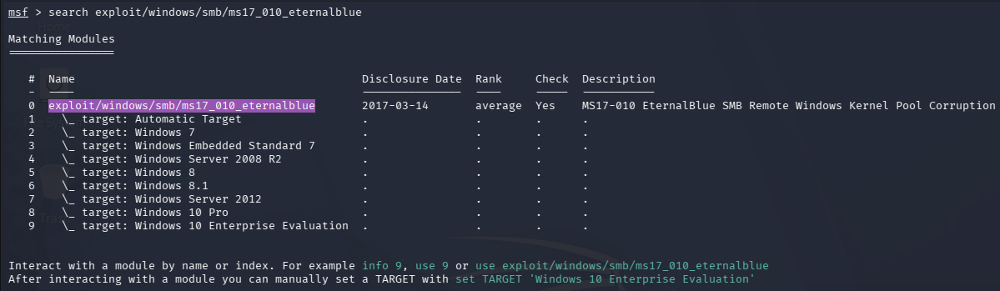 msf > search exploit/windows/smb/ms17_010_eternalblue
Matching Modules
================
#  Name                                           Disclosure Date  Rank     Check  Description
-  ----                                           ---------------  ----     -----  -----------
0  exploit/windows/smb/ms17_010_eternalblue       2017-03-14       average  Yes    MS17-010 EternalBlue SMB Remote Windows Kernel Pool Corruption
1    \_ target: Automatic Target                  .                .        .      .
2    \_ target: Windows 7                         .                .        .      .
3    \_ target: Windows Embedded Standard 7       .                .        .      .
4    \_ target: Windows Server 2008 R2            .                .        .      .
5    \_ target: Windows 8                         .                .        .      .
6    \_ target: Windows 8.1                       .                .        .      .
7    \_ target: Windows Server 2012               .                .        .      .
8    \_ target: Windows 10 Pro                    .                .        .      .
9    \_ target: Windows 10 Enterprise Evaluation  .                .        .      .
Interact with a module by name or index. For example info 9, use 9 or use exploit/windows/smb/ms17_010_eternalblue
After interacting with a module you can manually set a TARGET with set TARGET 'Windows 10 Enterprise Evaluation'